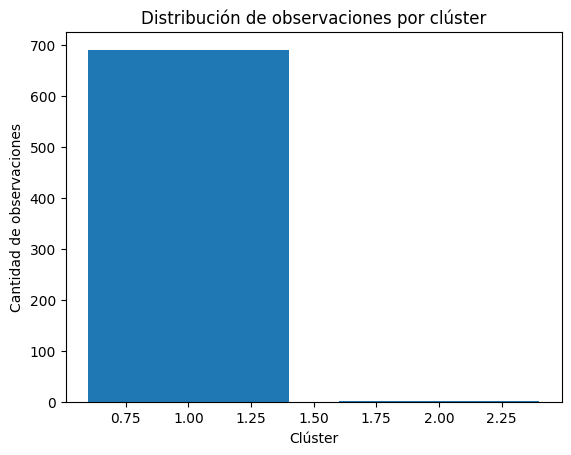 Distribución de observaciones por clúster
700
600
500
400
300
200
100
0
Cantidad de observaciones
0.75 1.00 1.25 1.50 1.75 2.00 2.25
Clúster